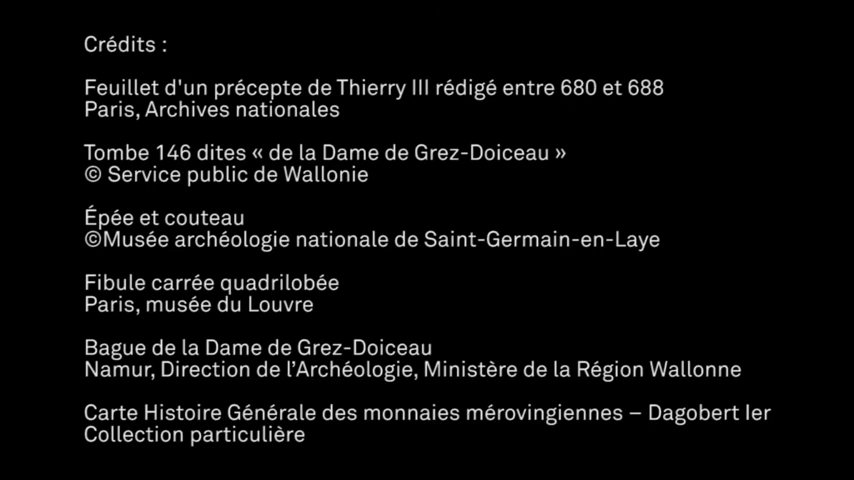 Crédits :
Feuillet d'un précepte de Thierry III rédigé entre 680 et 688
Paris, Archives nationales
Tombe 146 dites « de la Dame de Grez-Doiceau »
© Service public de Wallonie
Épée et couteau
©Musée archéologie nationale de Saint-Germain-en-Laye
Fibule carrée quadrilobée
Paris, musée du Louvre
Bague de la Dame de Grez-Doiceau
Namur, Direction de l’Archéologie, Ministère de la Région Wallonne
Carte Histoire Générale des monnaies mérovingiennes – Dagobert Ier
Collection particulière